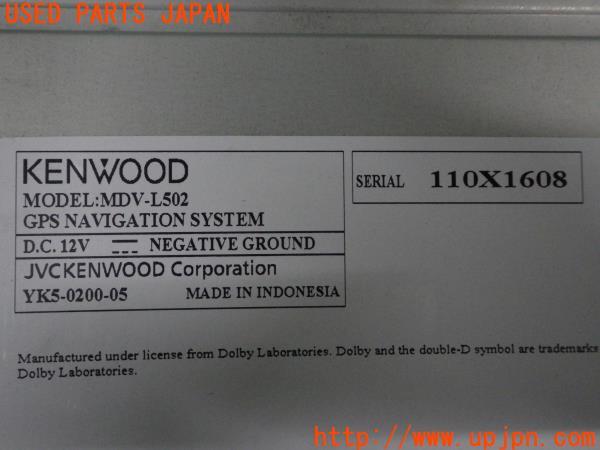 USED PARTS JAPAN
KENWOOD
MODEL:MDV-L502
GPS NAVIGATION SYSTEM
D.C. 12V NEGATIVE GROUND
JVCKENWOOD Corporation
YK5-0200-05 MADE IN INDONESIA
SERIAL 110X1608
Manufactured under license from Dolby Laboratories. Dolby and the double-D symbol are trademarks
Dolby Laboratories.
http://www.upjpn.com/